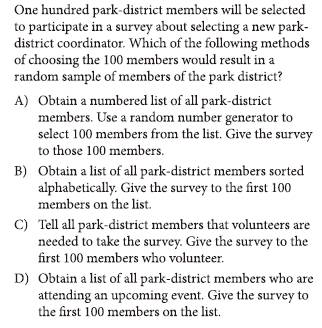 One hundred park-district members will be selected
to participate in a survey about selecting a new park-
district coordinator. Which of the following methods
of choosing the 100 members would result in a
random sample of members of the park district?
A) Obtain a numbered list of all park-district
members. Use a random number generator to
select 100 members from the list. Give the survey
to those 100 members.
B) Obtain a list of all park-district members sorted
alphabetically. Give the survey to the first 100
members on the list.
C) Tell all park-district members that volunteers are
needed to take the survey. Give the survey to the
first 100 members who volunteer.
D) Obtain a list of all park-district members who are
attending an upcoming event. Give the survey to
the first 100 members on the list.